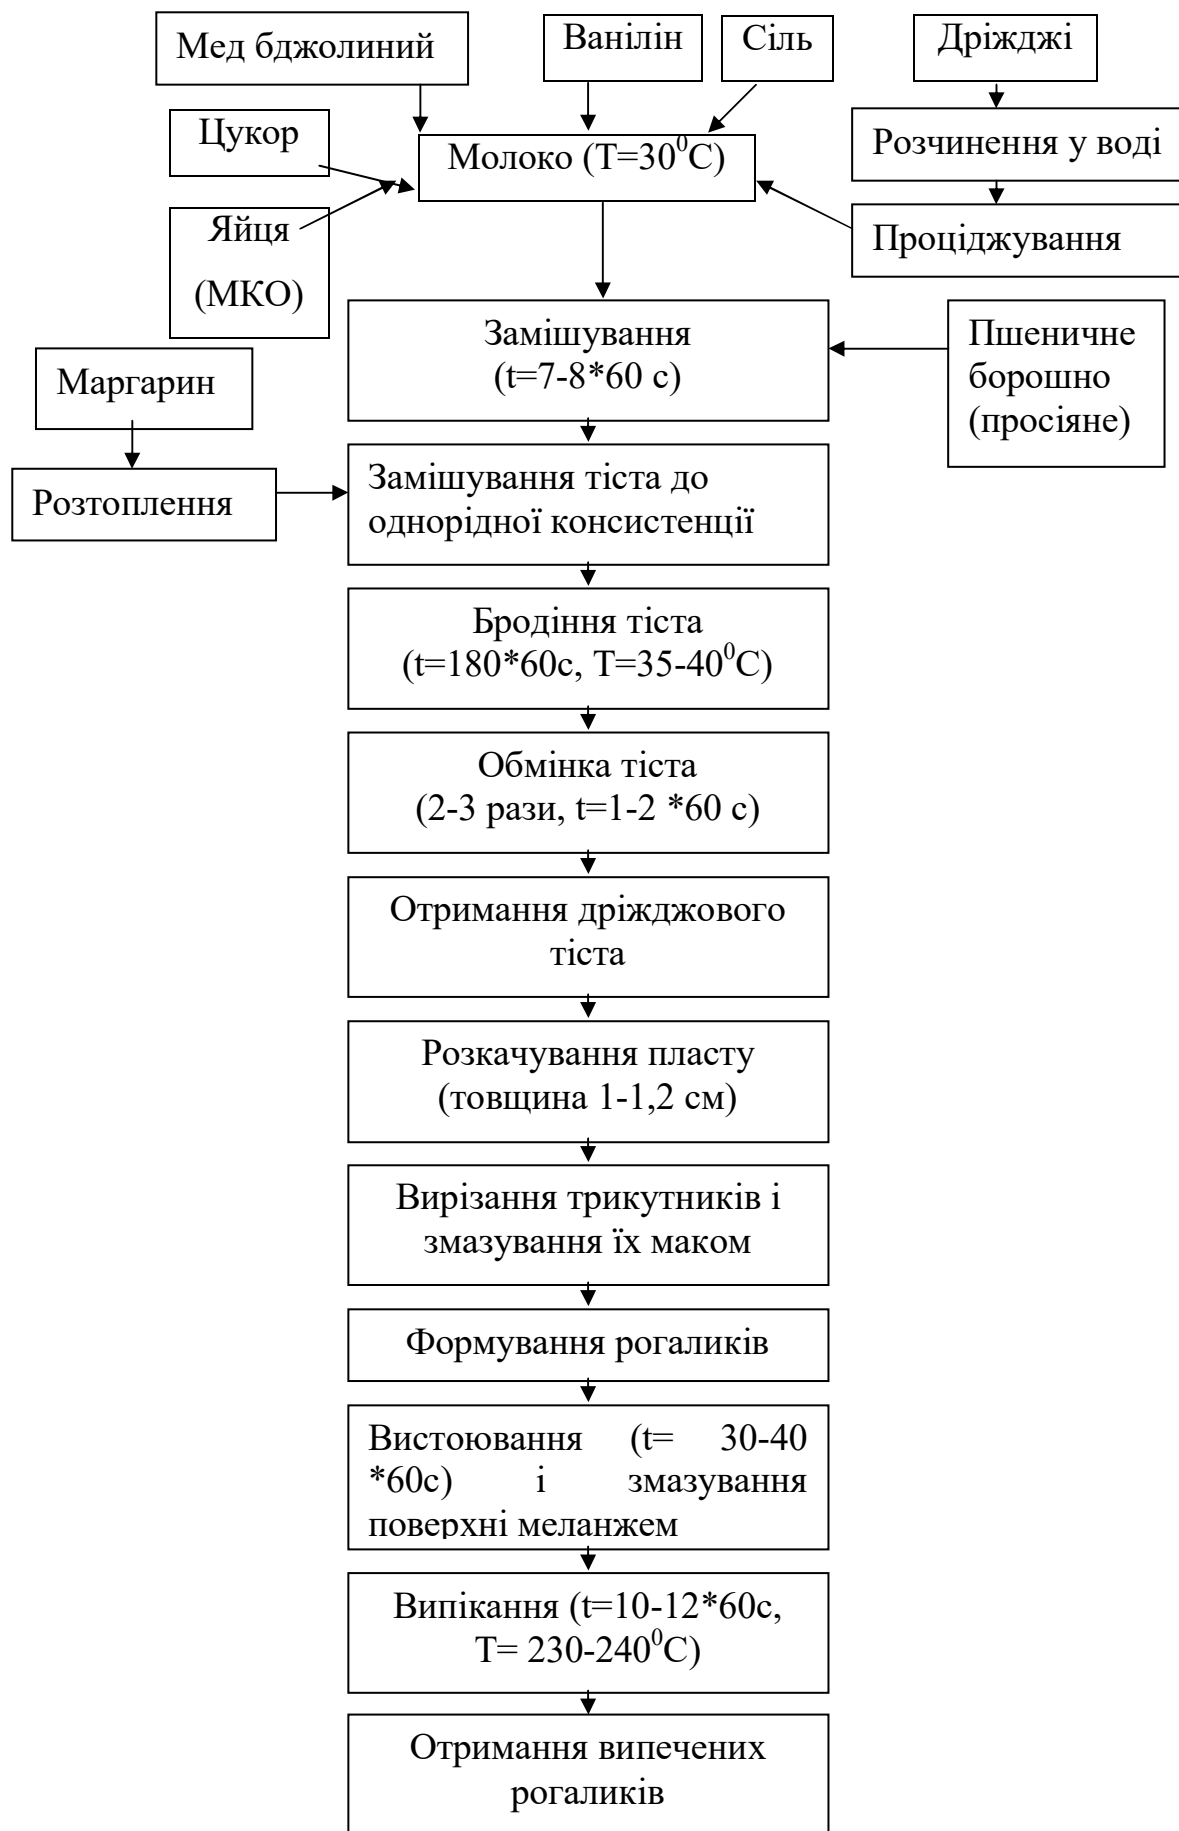 Мед бджолиний
Ванілін
Сіль
Дріжджі
Цукор
Молоко (Т=30⁰С)
Розчинення у воді
Яйця
(МКО)
Проціджування
Замішування
(t=7-8*60 с)
Пшеничне
борошно
(просіяне)
Маргарин
Розтоплення
Замішування тіста до
однорідної консистенції
Бродіння тіста
(t=180*60с, Т=35-40⁰С)
Обмінка тіста
(2-3 рази, t=1-2 *60 с)
Отримання дріжджового
тіста
Розкачування пласту
(товщина 1-1,2 см)
Вирізання трикутників і
змазування їх маком
Формування рогаликів
Вистоювання (t= 30-40
*60с) і змазування
поверхні меланжем
Випікання (t=10-12*60с,
Т= 230-240⁰С)
Отримання випечених
рогаликів